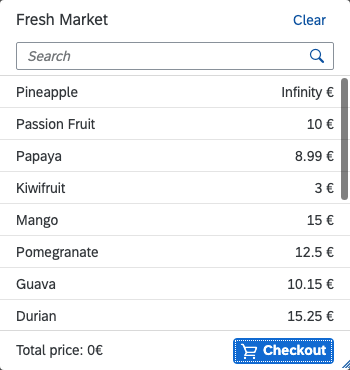 Fresh Market Clear
Search
Pineapple Infinity €
Passion Fruit 10 €
Papaya 8.99 €
Kiwifruit 3 €
Mango 15 €
Pomegranate 12.5 €
Guava 10.15 €
Durian 15.25 €
Total price: 0€ Checkout